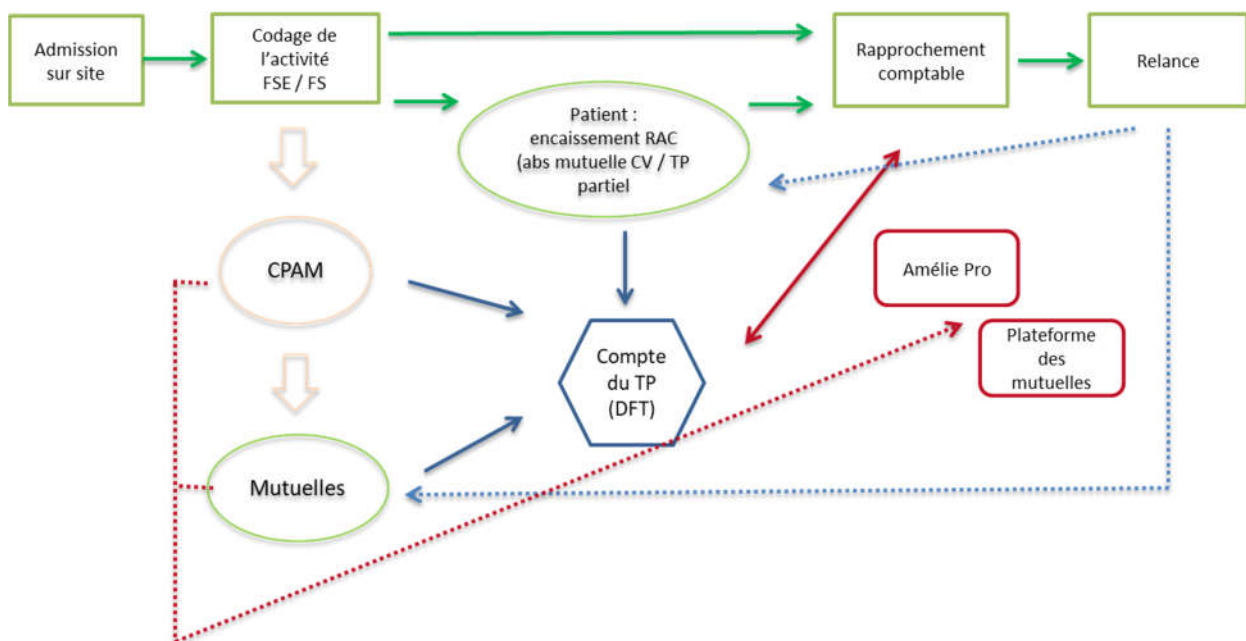 Admission
sur site
Codage de
l’activité
FSE / FS
Rapprochement
comptable
Relance
Patient :
encaissement RAC
(abs mutuelle CV / TP
partiel
CPAM
Amélie Pro
Plateforme
des
mutuelles
Compte
du TP
(DFT)
Mutuelles